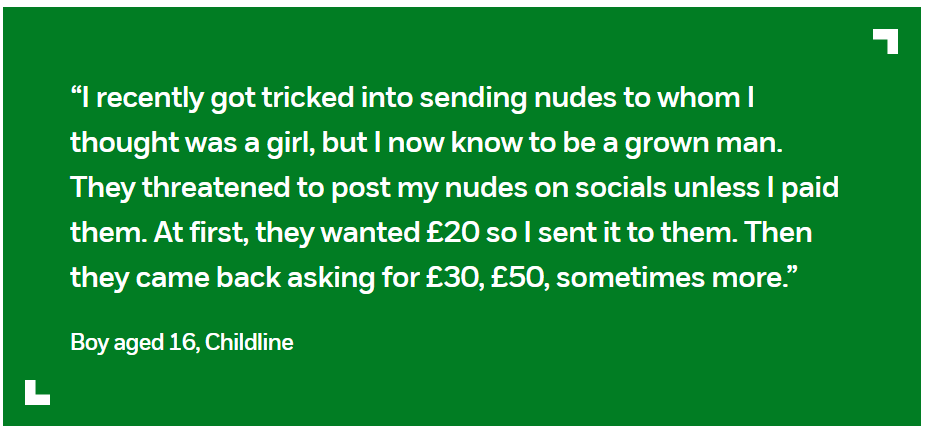 “I recently got tricked into sending nudes to whom I
thought was a girl, but I now know to be a grown man.
They threatened to post my nudes on socials unless I paid
them. At first, they wanted £20 so I sent it to them. Then
they came back asking for £30, £50, sometimes more.”
Boy aged 16, Childline